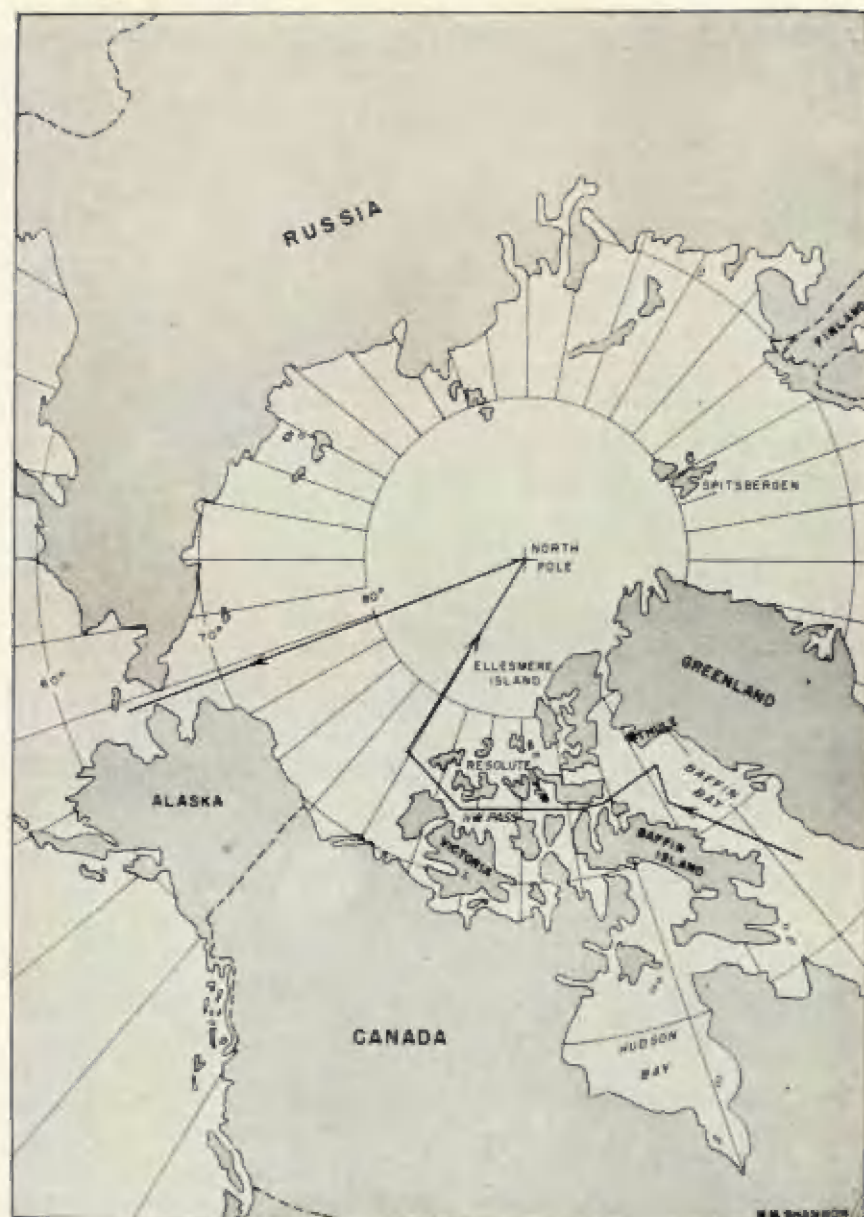 RUSSIA
FINLAND
SPITSBERGEN
NORTH
POLE
80°
70°
60°
ELLESMERE
ISLAND
GREENLAND
THULE
RESOLUTE
BAFFIN
BAY
ALASKA
NW PASS
VICTORIA
BAFFIN
ISLAND
CANADA
HUDSON
BAY